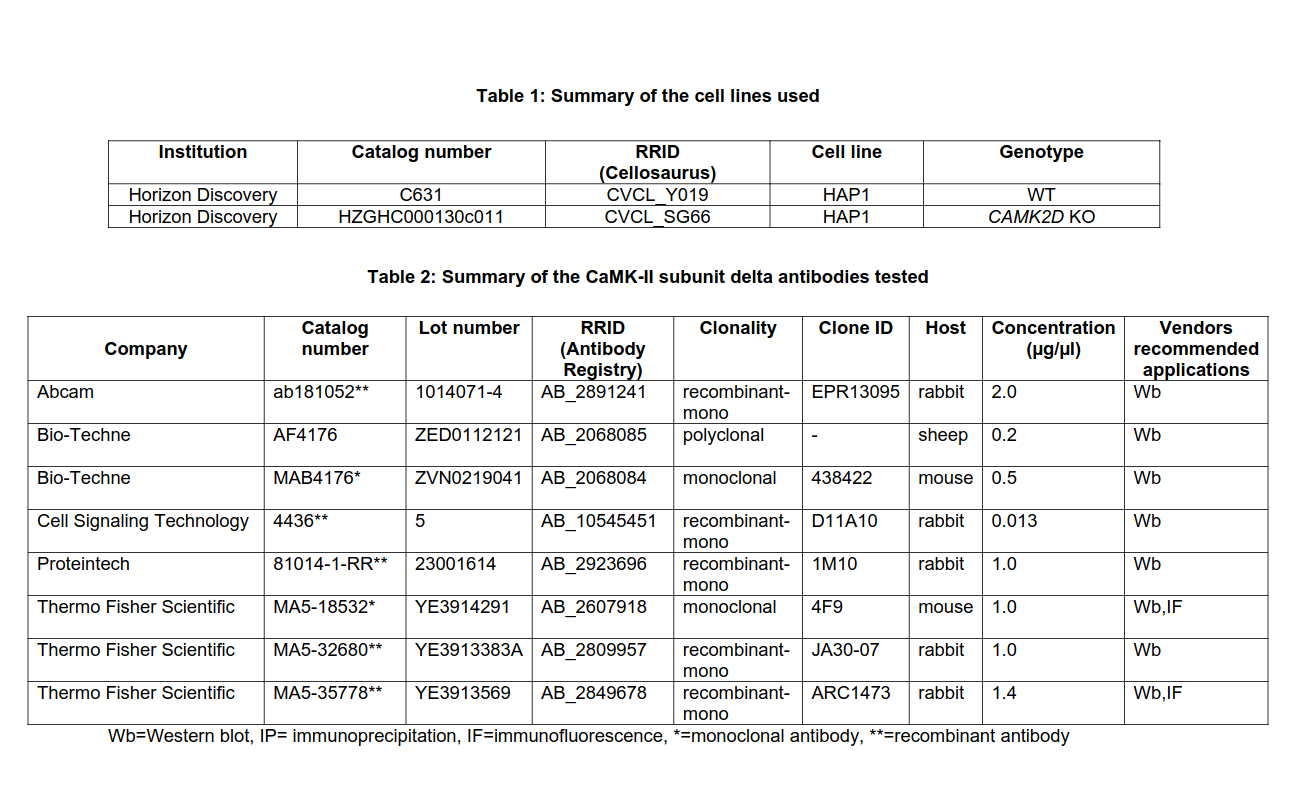 Table 1: Summary of the cell lines used
Institution Catalog number RRID (Cellosaurus) Cell line Genotype
Horizon Discovery C631 CVCL_Y019 HAP1 WT
Horizon Discovery HZGHC000130c011 CVCL_SG66 HAP1 CAMK2D KO
Table 2: Summary of the CaMK-II subunit delta antibodies tested
Company Catalog number Lot number RRID (Antibody Registry) Clonality Clone ID Host Concentration (µg/µl) Vendors recommended applications
Abcam ab181052** 1014071-4 AB_2891241 recombinant-mono EPR13095 rabbit 2.0 Wb
Bio-Techne AF4176 ZED0112121 AB_2068085 polyclonal - sheep 0.2 Wb
Bio-Techne MAB4176* ZVN0219041 AB_2068084 monoclonal 438422 mouse 0.5 Wb
Cell Signaling Technology 4436** 5 AB_10545451 recombinant-mono D11A10 rabbit 0.013 Wb
Proteintech 81014-1-RR** 23001614 AB_2923696 recombinant-mono 1M10 rabbit 1.0 Wb
Thermo Fisher Scientific MA5-18532* YE3914291 AB_2607918 monoclonal 4F9 mouse 1.0 Wb,IF
Thermo Fisher Scientific MA5-32680** YE3913383A AB_2809957 recombinant-mono JA30-07 rabbit 1.0 Wb
Thermo Fisher Scientific MA5-35778** YE3913569 AB_2849678 recombinant-mono ARC1473 rabbit 1.4 Wb,IF
Wb=Western blot, IP= immunoprecipitation, IF=immunofluorescence, *=monoclonal antibody, **=recombinant antibody